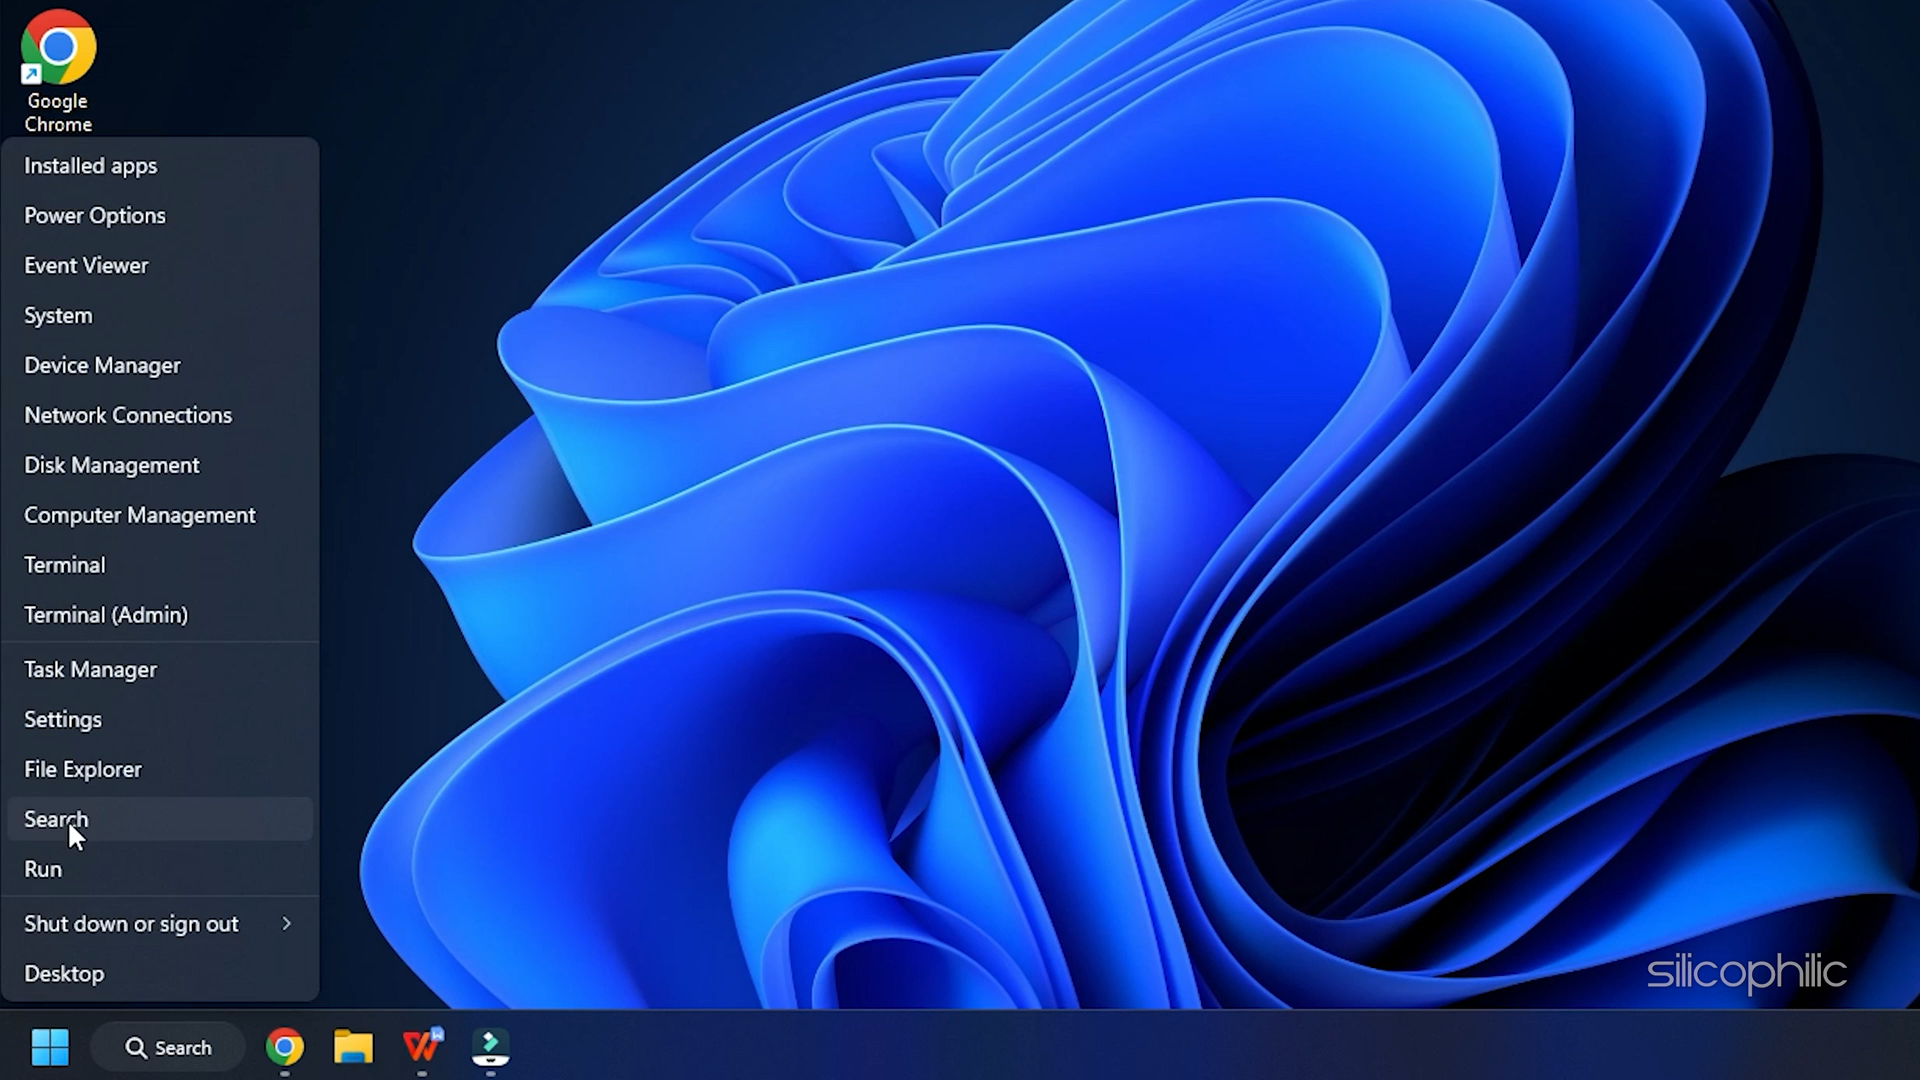 Google
Chrome
Installed apps
Power Options
Event Viewer
System
Device Manager
Network Connections
Disk Management
Computer Management
Terminal
Terminal (Admin)
Task Manager
Settings
File Explorer
Search
Run
Shut down or sign out
Desktop
silicophilic
Search